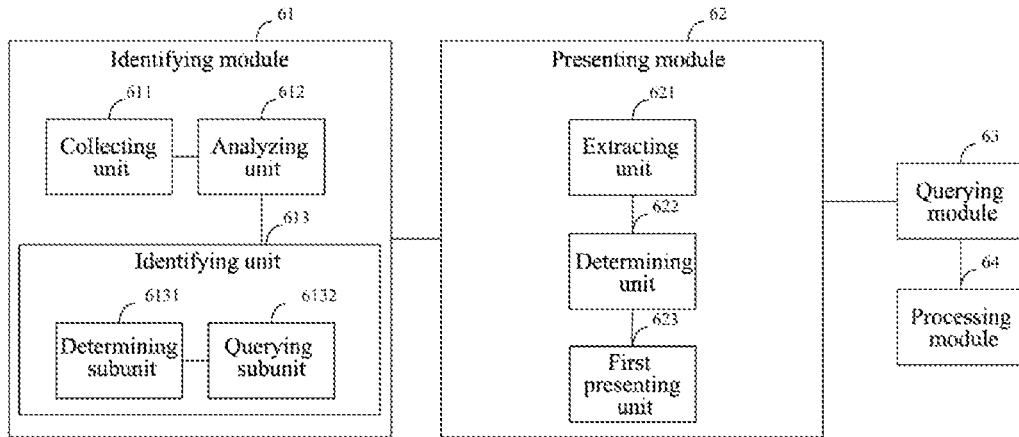 61
Identifying module
611
Collecting
unit
612
Analyzing
unit
613
Identifying unit
6131
Determining
subunit
6132
Querying
subunit
62
Presenting module
621
Extracting
unit
622
Determining
unit
623
First
presenting
unit
63
Querying
module
64
Processing
module